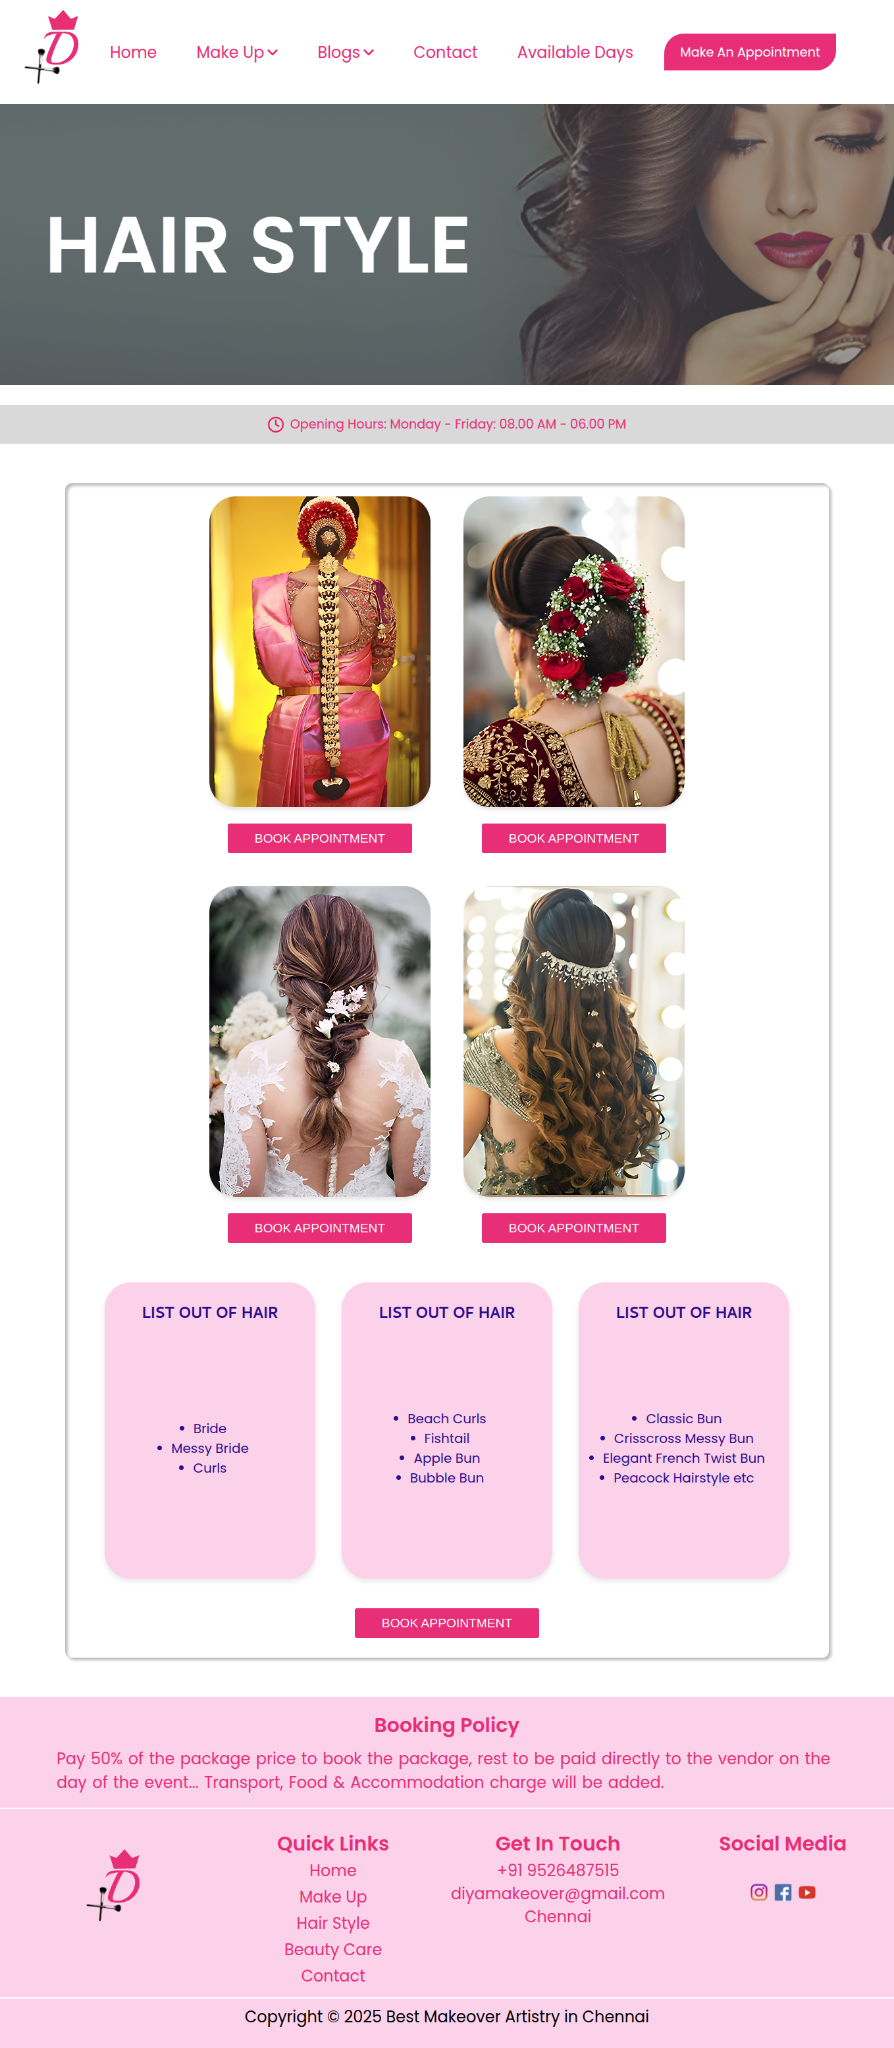 D
Home
Make Up
Blogs
Contact
Available Days
Make An Appointment
HAIR STYLE
Opening Hours: Monday - Friday: 08.00 AM - 06.00 PM
BOOK APPOINTMENT
BOOK APPOINTMENT
BOOK APPOINTMENT
BOOK APPOINTMENT
LIST OUT OF HAIR
• Bride
• Messy Bride
• Curls
LIST OUT OF HAIR
• Beach Curls
• Fishtail
• Apple Bun
• Bubble Bun
LIST OUT OF HAIR
• Classic Bun
• Crisscross Messy Bun
• Elegant French Twist Bun
• Peacock Hairstyle etc
BOOK APPOINTMENT
Booking Policy
Pay 50% of the package price to book the package, rest to be paid directly to the vendor on the
day of the event... Transport, Food & Accommodation charge will be added.
D
Quick Links
Home
Make Up
Hair Style
Beauty Care
Contact
Get In Touch
+91 9526487515
diyamakeover@gmail.com
Chennai
Social Media
Copyright © 2025 Best Makeover Artistry in Chennai